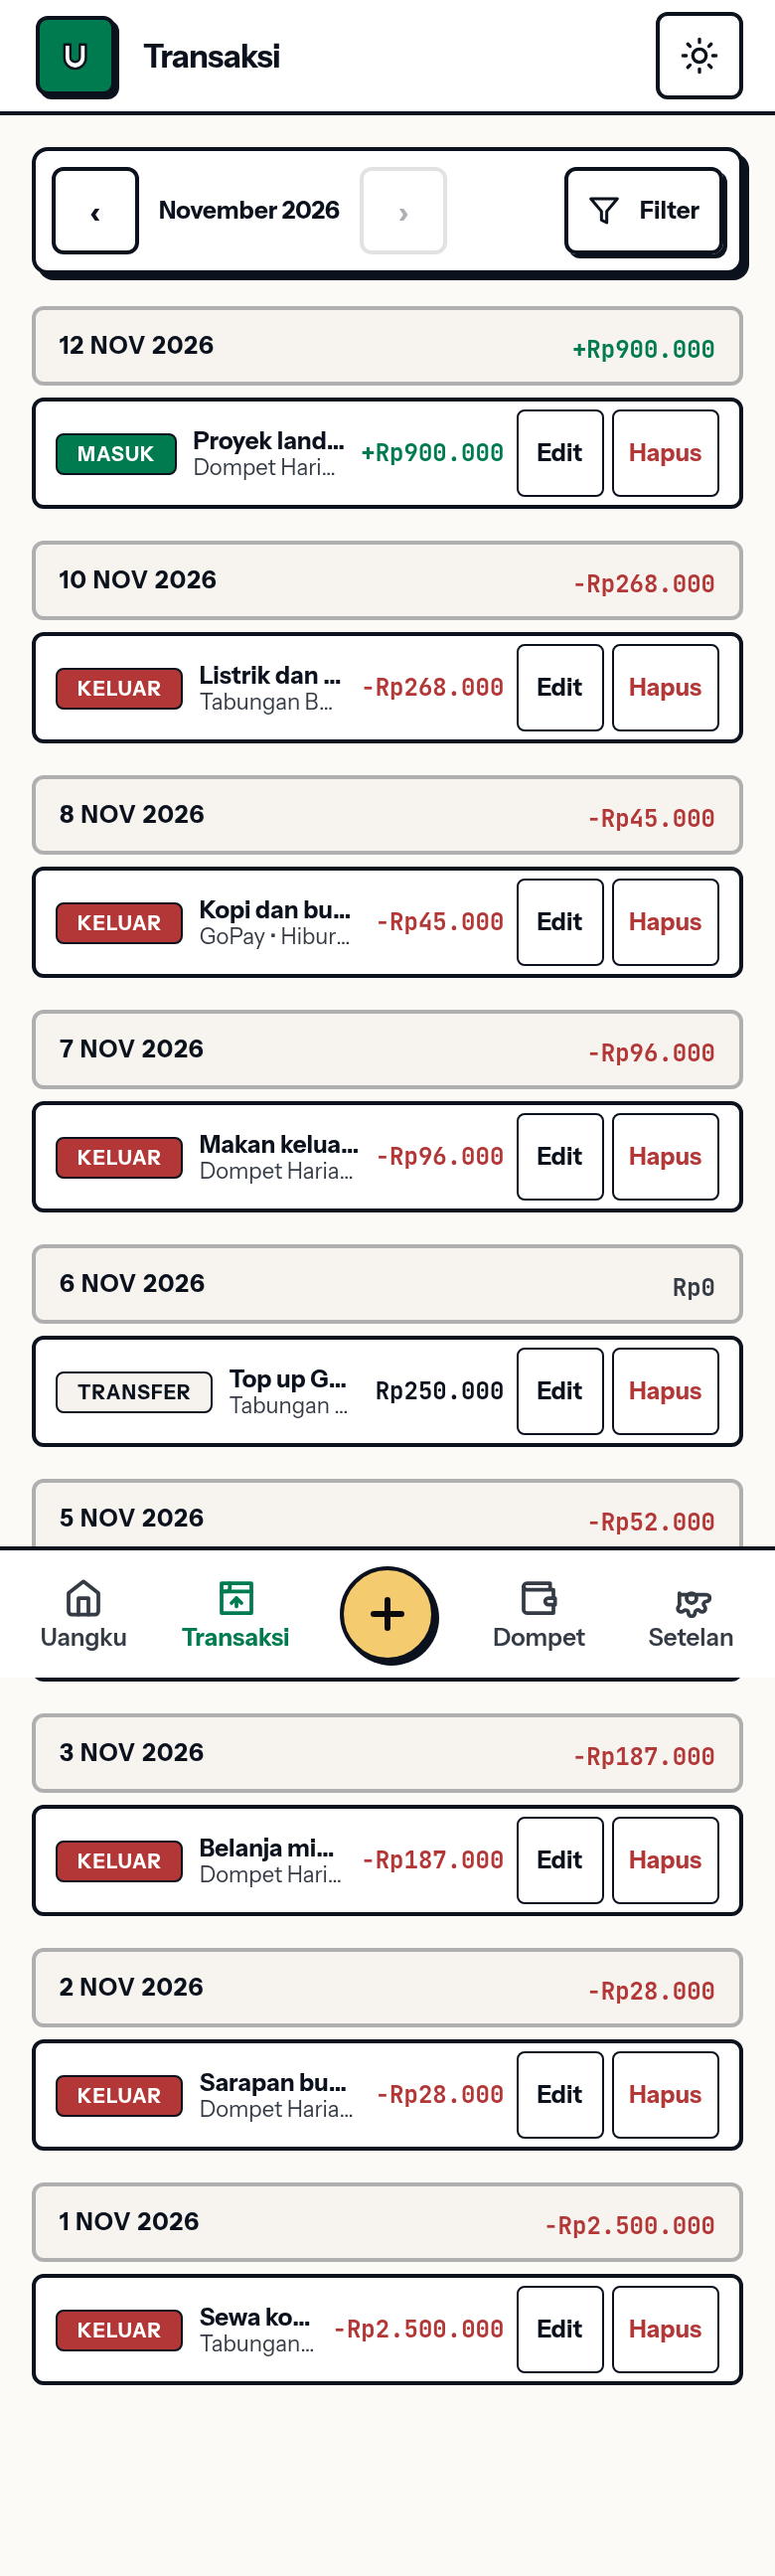 U Transaksi
‹ November 2026 › Filter
12 NOV 2026 +Rp900.000
MASUK Proyek land... +Rp900.000 Edit Hapus
Dompet Hari...
10 NOV 2026 -Rp268.000
KELUAR Listrik dan ... -Rp268.000 Edit Hapus
Tabungan B...
8 NOV 2026 -Rp45.000
KELUAR Kopi dan bu... -Rp45.000 Edit Hapus
GoPay • Hibur...
7 NOV 2026 -Rp96.000
KELUAR Makan kelua... -Rp96.000 Edit Hapus
Dompet Haria...
6 NOV 2026 Rp0
TRANSFER Top up G... Rp250.000 Edit Hapus
Tabungan ...
5 NOV 2026 -Rp52.000
Uangku Transaksi + Dompet Setelan
3 NOV 2026 -Rp187.000
KELUAR Belanja mi... -Rp187.000 Edit Hapus
Dompet Hari...
2 NOV 2026 -Rp28.000
KELUAR Sarapan bu... -Rp28.000 Edit Hapus
Dompet Haria...
1 NOV 2026 -Rp2.500.000
KELUAR Sewa ko... -Rp2.500.000 Edit Hapus
Tabungan...